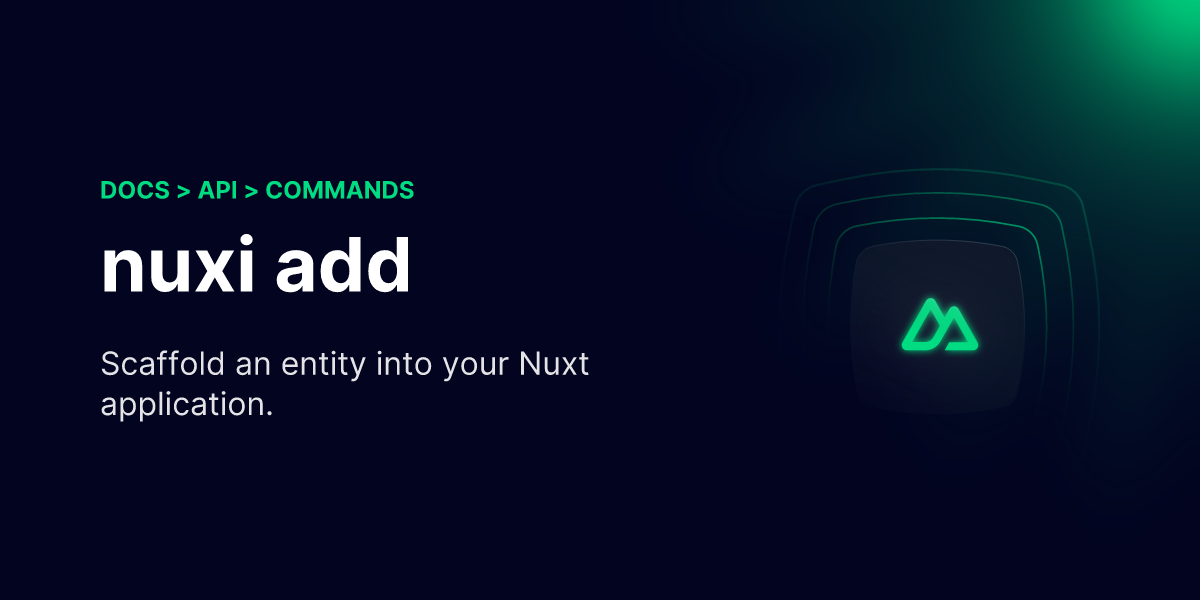 DOCS > API > COMMANDS
nuxi add
Scaffold an entity into your Nuxt
application.